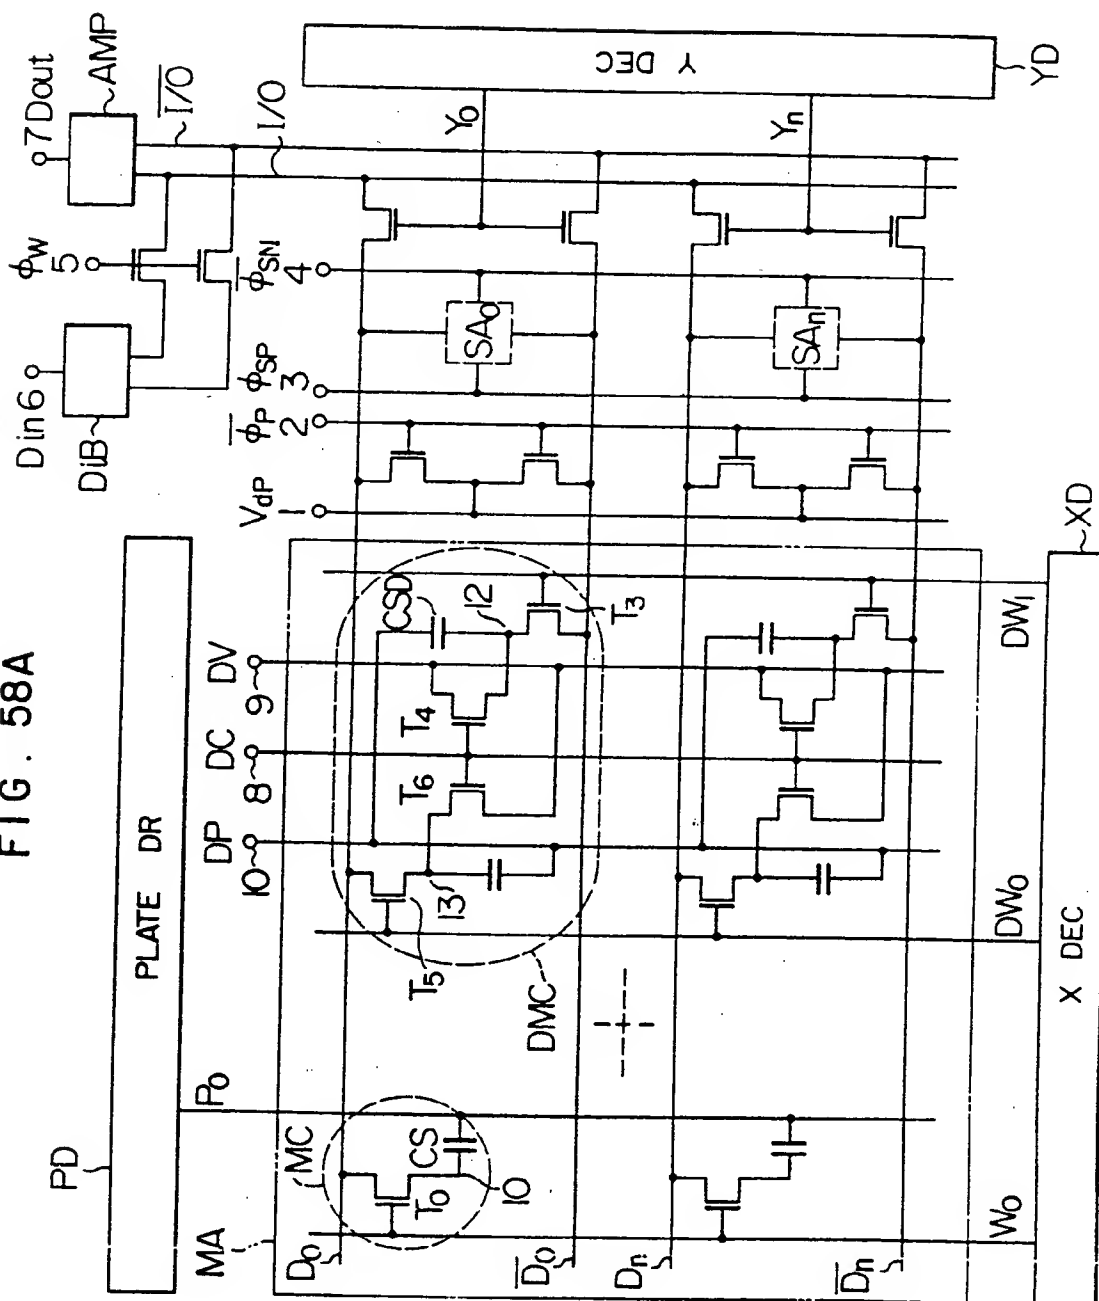 FIG. 58A
PD
PLATE DR
MA
P0
MC
T0
CS
10
D0
D̅0̅
Dn
D̅n̅
W0
DP
10
DC
8
DV
9
T5
13
T6
T4
CSD
12
T3
DMC
DW0
DW1
X DEC
XD
VdP
1
ϕ̅P̅
2
ϕSP
3
ϕ̅S̅N̅
4
ϕW
5
Din 6
DiB
7 Dout
AMP
I̅/̅O̅
I/O
SA0
SAn
Y0
Yn
Y DEC
YD